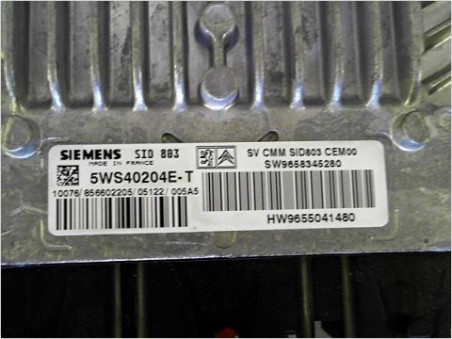 SIEMENS SID 803
MADE IN FRANCE
5WS40204E-T
10076/856602205/05122/005A5
SV CMM SID803 CEM00
SW9658345280
HW9655041480